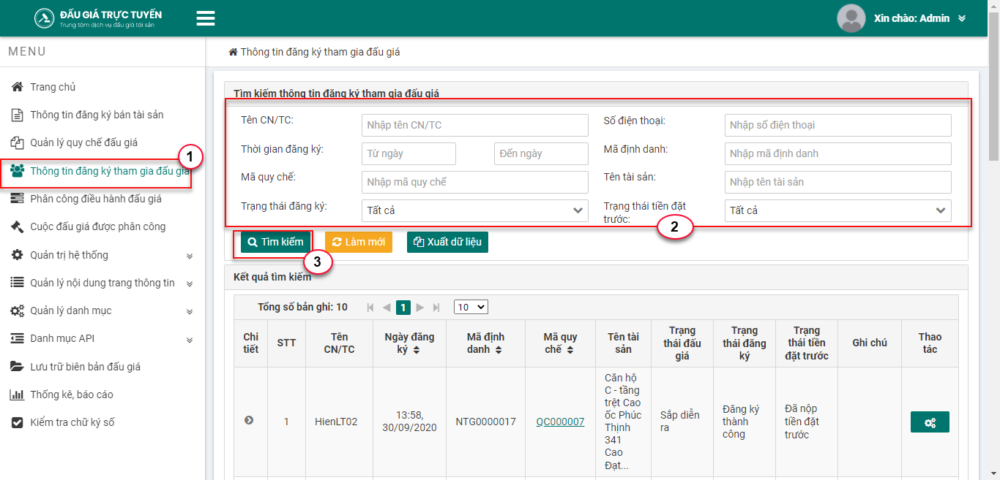 ĐẤU GIÁ TRỰC TUYẾN
Trung tâm dịch vụ đấu giá tài sản
Xin chào: Admin
MENU
Trang chủ
Thông tin đăng ký bán tài sản
Quản lý quy chế đấu giá
1
Thông tin đăng ký tham gia đấu giá
Phân công điều hành đấu giá
Cuộc đấu giá được phân công
Quản trị hệ thống
Quản lý nội dung trang thông tin
Quản lý danh mục
Danh mục API
Lưu trữ biên bản đấu giá
Thống kê, báo cáo
Kiểm tra chữ ký số
Thông tin đăng ký tham gia đấu giá
Tìm kiếm thông tin đăng ký tham gia đấu giá
Tên CN/TC: Nhập tên CN/TC Số điện thoại: Nhập số điện thoại
Thời gian đăng ký: Từ ngày Đến ngày Mã định danh: Nhập mã định danh
Mã quy chế: Nhập mã quy chế Tên tài sản: Nhập tên tài sản
Trạng thái đăng ký: Tất cả Trạng thái tiền đặt Tất cả
trước:
2
Tìm kiếm Làm mới Xuất dữ liệu
3
Kết quả tìm kiếm
Tổng số bản ghi: 10 1 10
Chi
tiết
STT
Tên
CN/TC
Ngày đăng
ký
Mã định
danh
Mã quy
chế
Tên tài
sản
Trạng
thái đấu
giá
Trạng
thái đăng
ký
Trạng
thái tiền
đặt trước
Ghi chú
Thao
tác
1
HienLT02
13:58,
30/09/2020
NTG0000017
QC000007
Căn hộ
C - tầng
trệt Cao
ốc Phúc
Thịnh
341
Cao
Đạt...
Sắp diễn
ra
Đăng ký
thành
công
Đã nộp
tiền đặt
trước